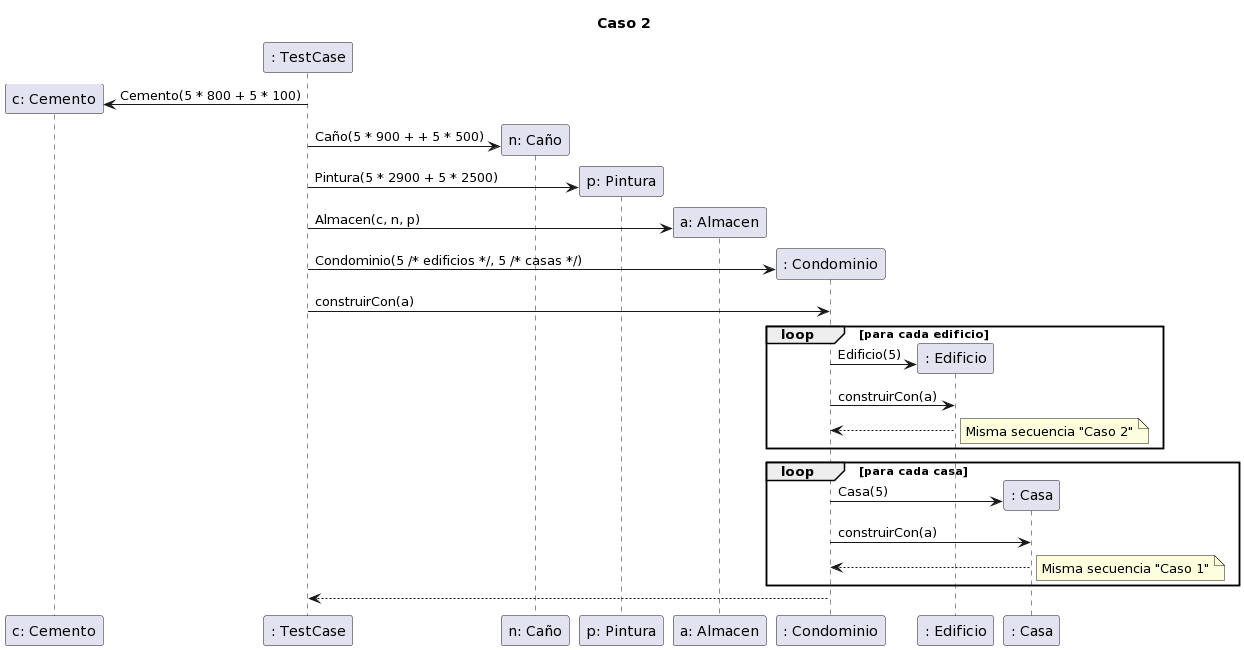 Caso 2
: TestCase
c: Cemento
Cemento(5 * 800 + 5 * 100)
Caño(5 * 900 + + 5 * 500)
n: Caño
Pintura(5 * 2900 + 5 * 2500)
p: Pintura
Almacen(c, n, p)
a: Almacen
Condominio(5 /* edificios */, 5 /* casas */)
: Condominio
construirCon(a)
loop
[para cada edificio]
Edificio(5)
: Edificio
construirCon(a)
Misma secuencia "Caso 2"
loop
[para cada casa]
Casa(5)
: Casa
construirCon(a)
Misma secuencia "Caso 1"
c: Cemento
: TestCase
n: Caño
p: Pintura
a: Almacen
: Condominio
: Edificio
: Casa